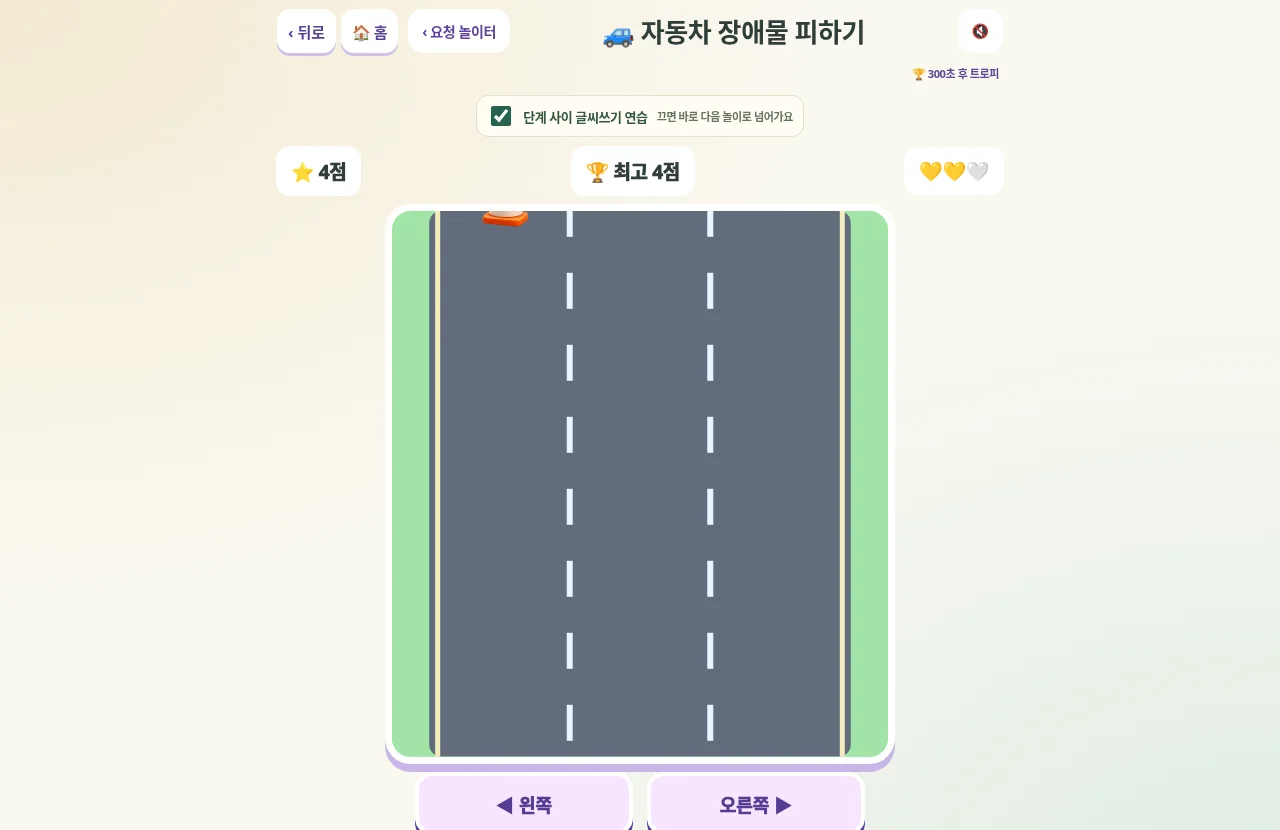 ‹ 뒤로
🏠 홈
‹ 요청 놀이터
🚙 자동차 장애물 피하기
🏆 300초 후 트로피
단계 사이 글씨쓰기 연습 끄면 바로 다음 놀이로 넘어가요
⭐ 4점
🏆 최고 4점
◀ 왼쪽
오른쪽 ▶